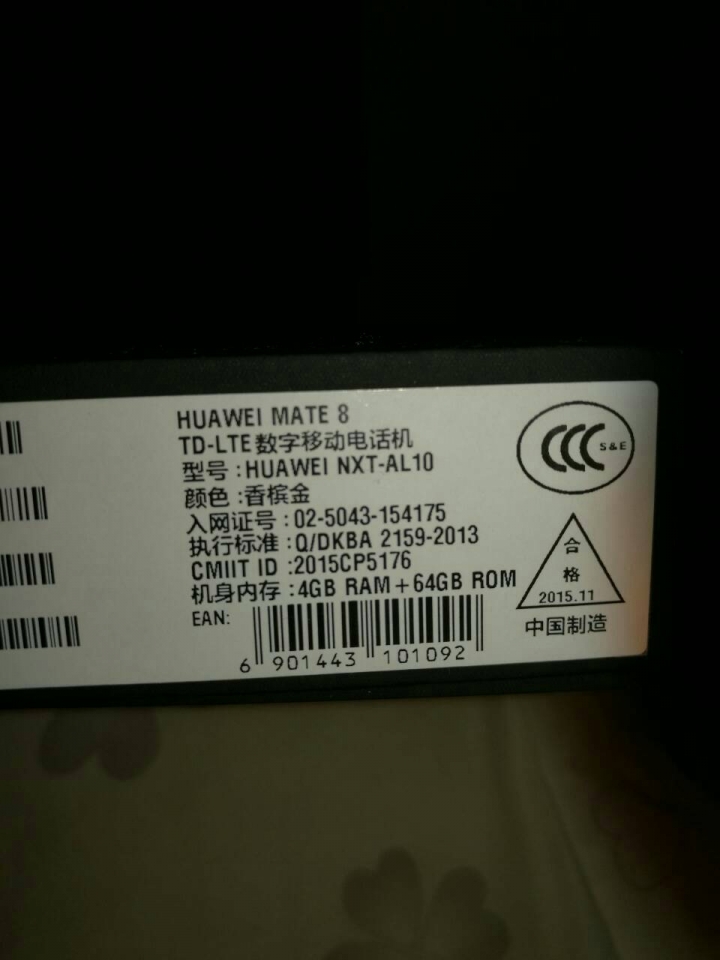 HUAWEI MATE 8
TD-LTE数字移动电话机
型号:HUAWEI NXT-AL10
颜色:香槟金
入网证号:02-5043-154175
执行标准:Q/DKBA 2159-2013
CMIIT ID:2015CP5176
机身内存:4GB RAM+64GB ROM
EAN:
6 901443 101092
CCC S&E
合
格
2015.11
中国制造